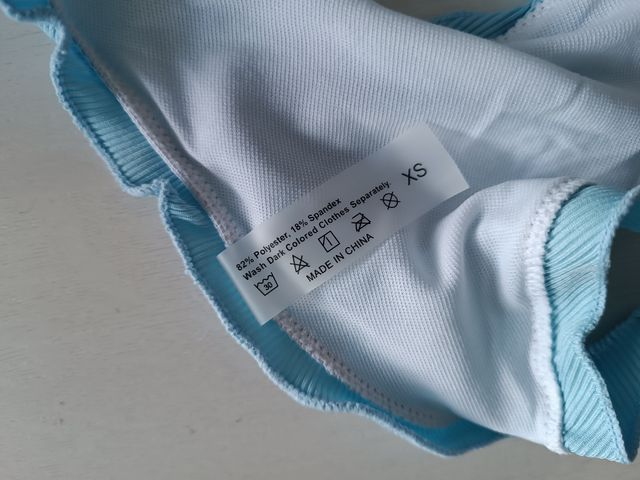 XS
82% Polyester, 18% Spandex
Wash Dark Colored Clothes Separately.
30
MADE IN CHINA